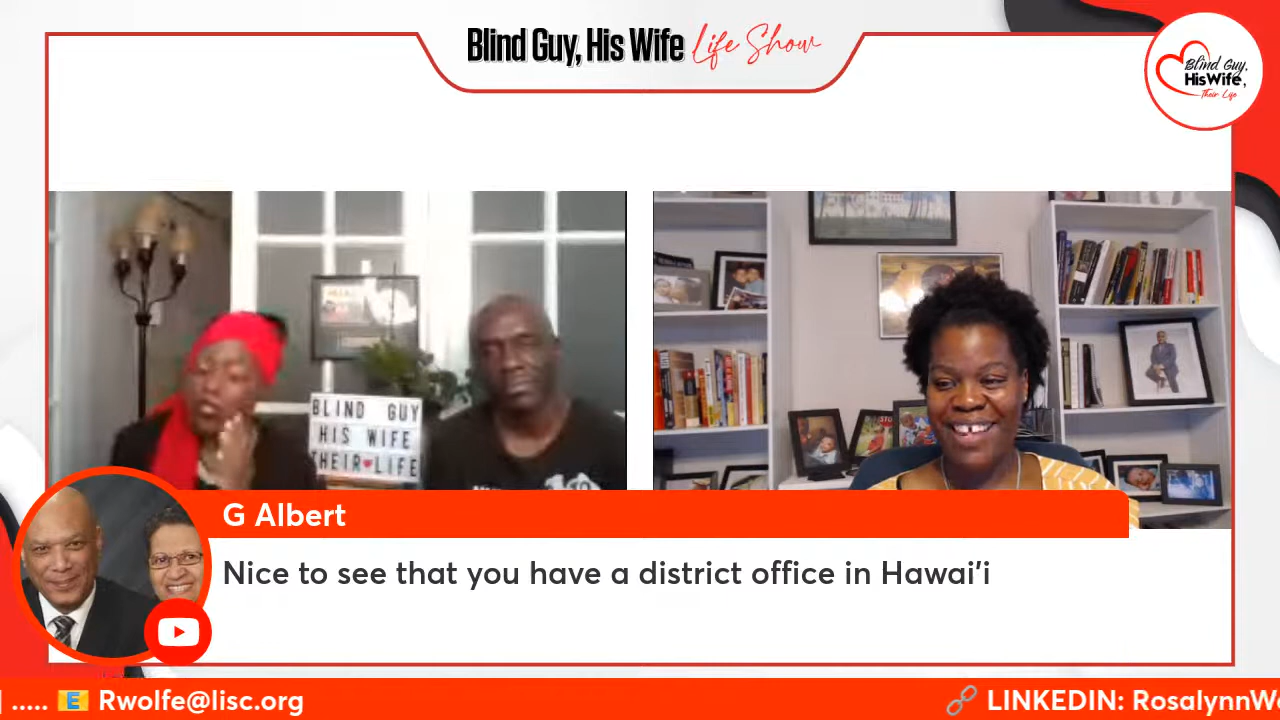 Blind Guy, His Wife Life Show
Blind Guy,
His Wife,
Their Life
BLIND GUY
HIS WIFE
THEIR♥LIFE
G Albert
Nice to see that you have a district office in Hawai'i
..... 📧 Rwolfe@lisc.org
🔗 LINKEDIN: RosalynnWo